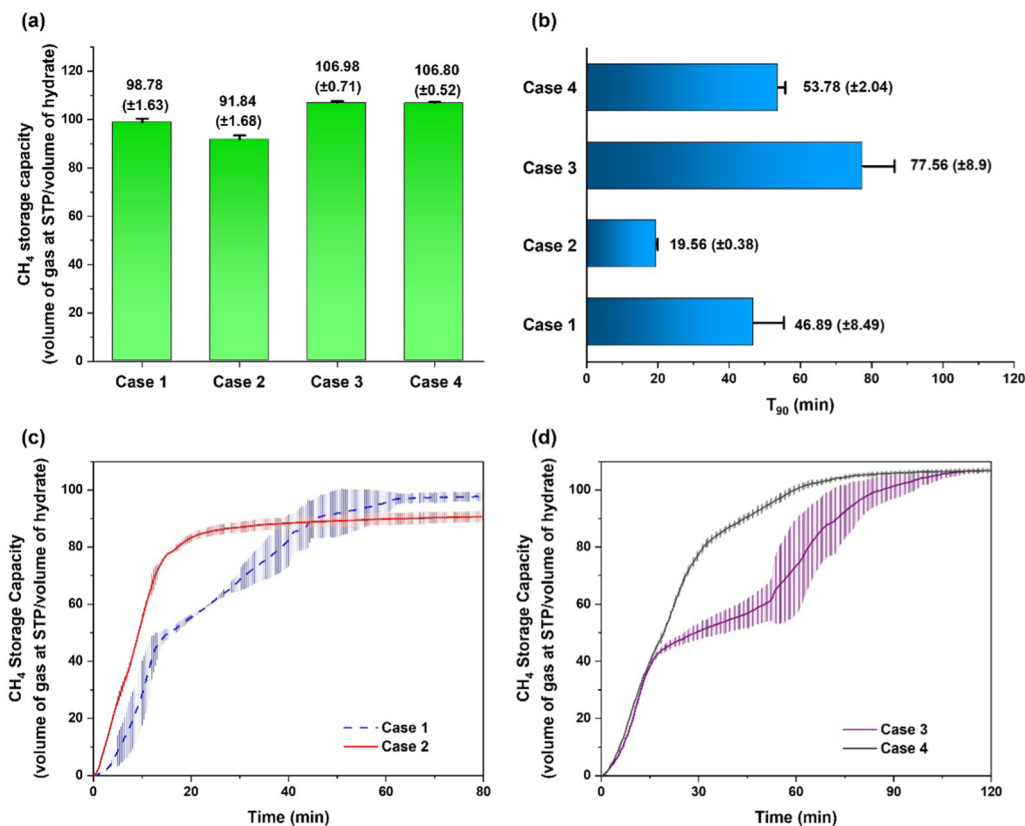 (a)
CH4 storage capacity
(volume of gas at STP/volume of hydrate)
120
100
80
60
40
20
0
98.78
(±1.63)
91.84
(±1.68)
106.98
(±0.71)
106.80
(±0.52)
Case 1 Case 2 Case 3 Case 4
(b)
Case 4
Case 3
Case 2
Case 1
53.78 (±2.04)
77.56 (±8.9)
19.56 (±0.38)
46.89 (±8.49)
0 20 40 60 80 100 120
T90 (min)
(c)
CH4 Storage Capacity
(volume of gas at STP/volume of hydrate)
100
80
60
40
20
0
Case 1
Case 2
0 20 40 60 80
Time (min)
(d)
CH4 Storage Capacity
(volume of gas at STP/volume of hydrate)
100
80
60
40
20
0
Case 3
Case 4
0 30 60 90 120
Time (min)